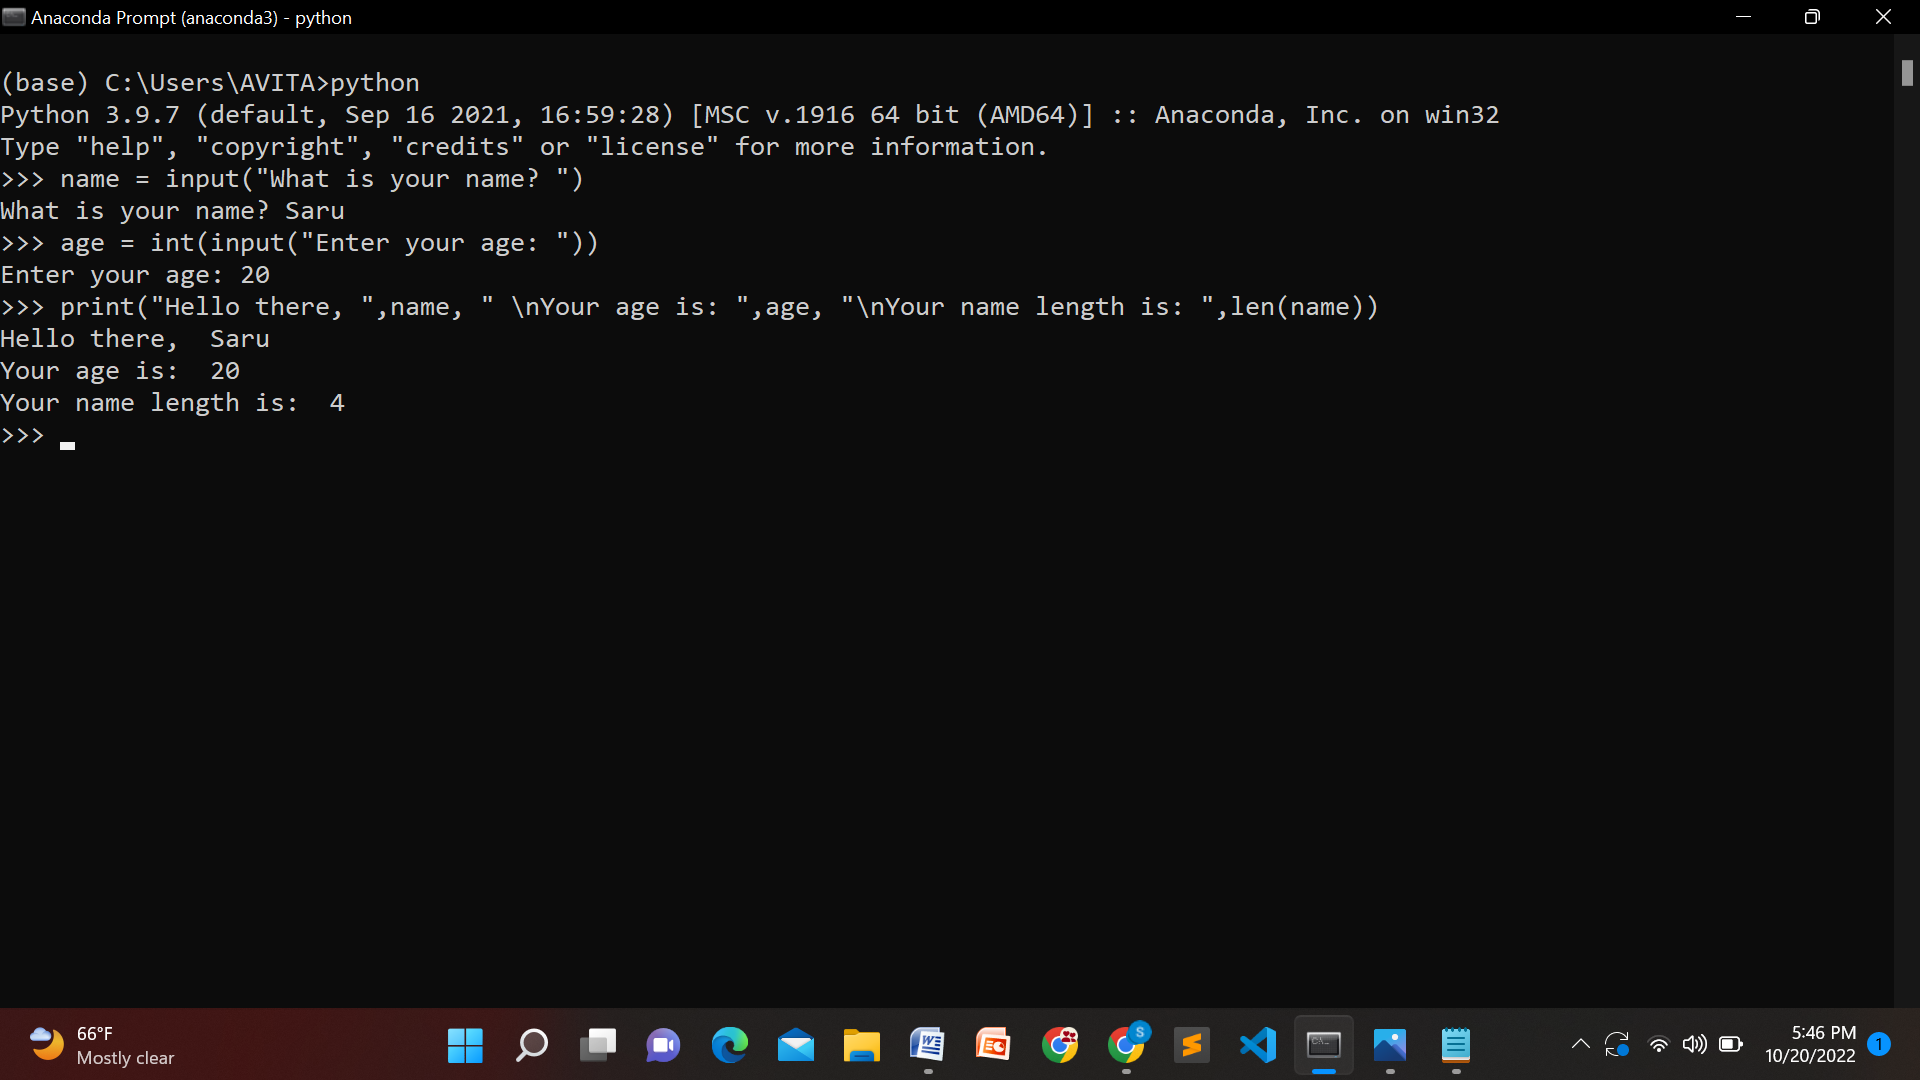 Anaconda Prompt (anaconda3) - python
(base) C:\Users\AVITA>python
Python 3.9.7 (default, Sep 16 2021, 16:59:28) [MSC v.1916 64 bit (AMD64)] :: Anaconda, Inc. on win32
Type "help", "copyright", "credits" or "license" for more information.
>>> name = input("What is your name? ")
What is your name? Saru
>>> age = int(input("Enter your age: "))
Enter your age: 20
>>> print("Hello there, ",name, " \nYour age is: ",age, "\nYour name length is: ",len(name))
Hello there,  Saru
Your age is:  20
Your name length is:  4
>>>
66°F
Mostly clear
S
5:46 PM
10/20/2022
1